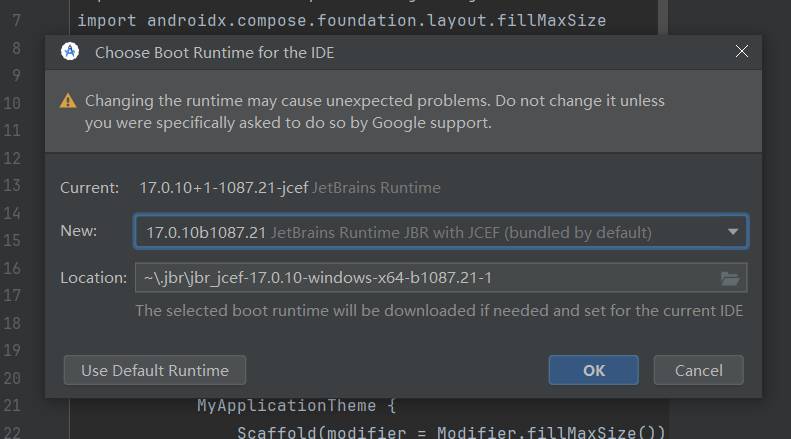 7 import androidx.compose.foundation.layout.fillMaxSize
8
Choose Boot Runtime for the IDE
9
10
Changing the runtime may cause unexpected problems. Do not change it unless
11
you were specifically asked to do so by Google support.
12
13
Current: 17.0.10+1-1087.21-jcef JetBrains Runtime
14
15
New: 17.0.10b1087.21 JetBrains Runtime JBR with JCEF (bundled by default)
16
17
Location: ~\.jbr\jbr_jcef-17.0.10-windows-x64-b1087.21-1
18
The selected boot runtime will be downloaded if needed and set for the current IDE
19
20
Use Default Runtime OK Cancel
21 MyApplicationTheme {
22 Scaffold(modifier = Modifier.fillMaxSize())